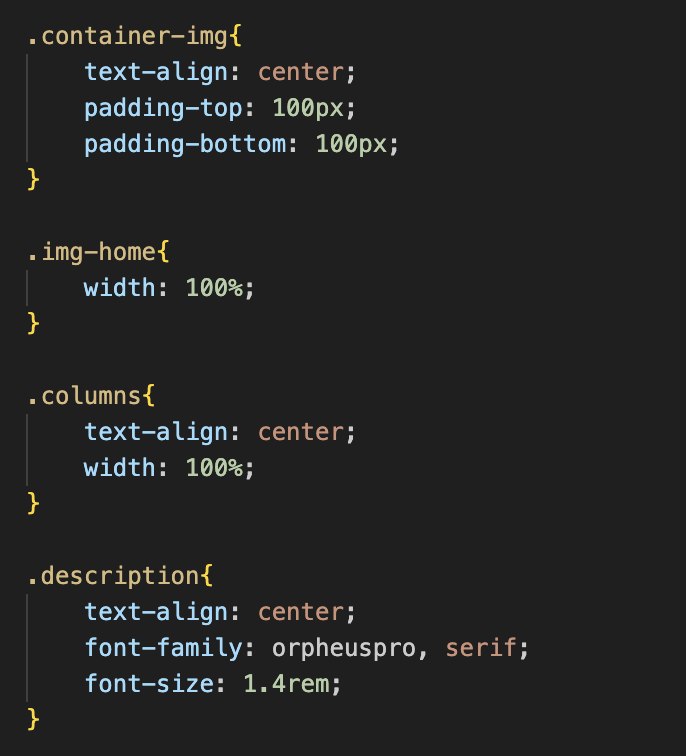 .container-img{
    text-align: center;
    padding-top: 100px;
    padding-bottom: 100px;
}

.img-home{
    width: 100%;
}

.columns{
    text-align: center;
    width: 100%;
}

.description{
    text-align: center;
    font-family: orpheuspro, serif;
    font-size: 1.4rem;
}